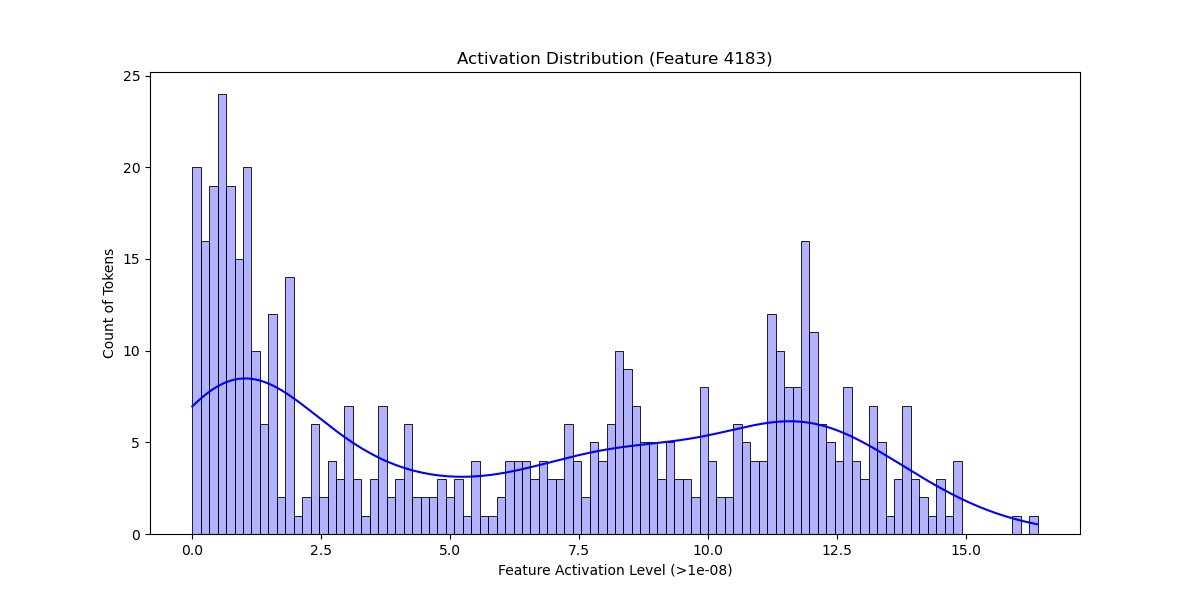 Activation Distribution (Feature 4183)
25
20
15
10
5
0
Count of Tokens
0.0 2.5 5.0 7.5 10.0 12.5 15.0
Feature Activation Level (>1e-08)